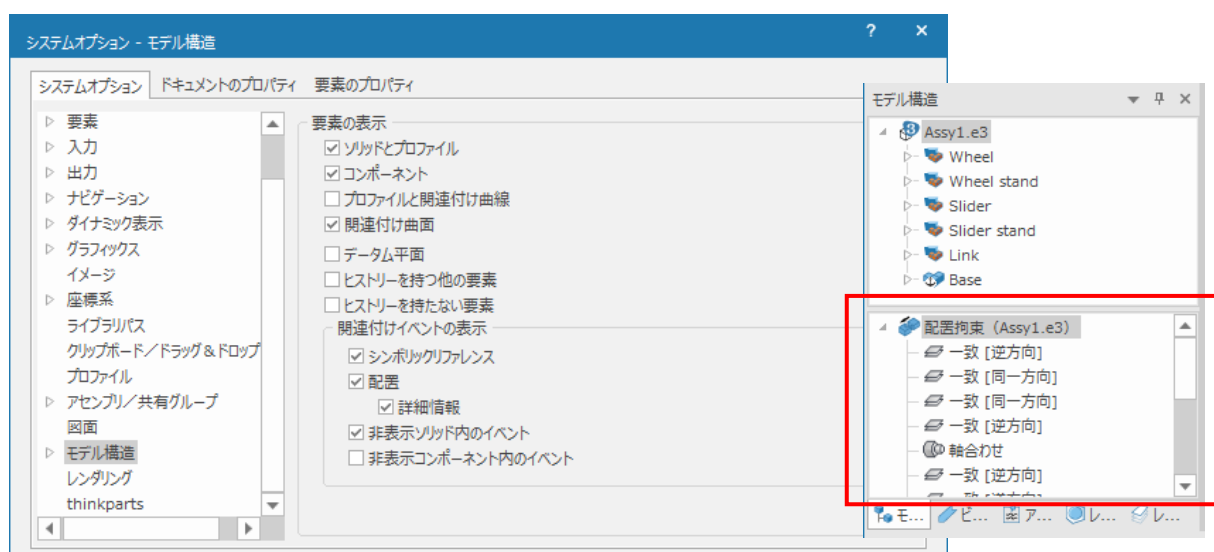 システムオプション - モデル構造
? ×
システムオプション ドキュメントのプロパティ 要素のプロパティ
要素
入力
出力
ナビゲーション
ダイナミック表示
グラフィックス
イメージ
座標系
ライブラリパス
クリップボード/ドラッグ&ドロップ
プロファイル
アセンブリ/共有グループ
図面
モデル構造
レンダリング
thinkparts
要素の表示
ソリッドとプロファイル
コンポーネント
プロファイルと関連付け曲線
関連付け曲面
データム平面
ヒストリーを持つ他の要素
ヒストリーを持たない要素
関連付けイベントの表示
シンボリックリファレンス
配置
詳細情報
非表示ソリッド内のイベント
非表示コンポーネント内のイベント
モデル構造
Assy1.e3
Wheel
Wheel stand
Slider
Slider stand
Link
Base
配置拘束 (Assy1.e3)
一致 [逆方向]
一致 [同一方向]
一致 [同一方向]
一致 [逆方向]
軸合わせ
一致 [逆方向]
モ... ビ... ア... レ... レ...